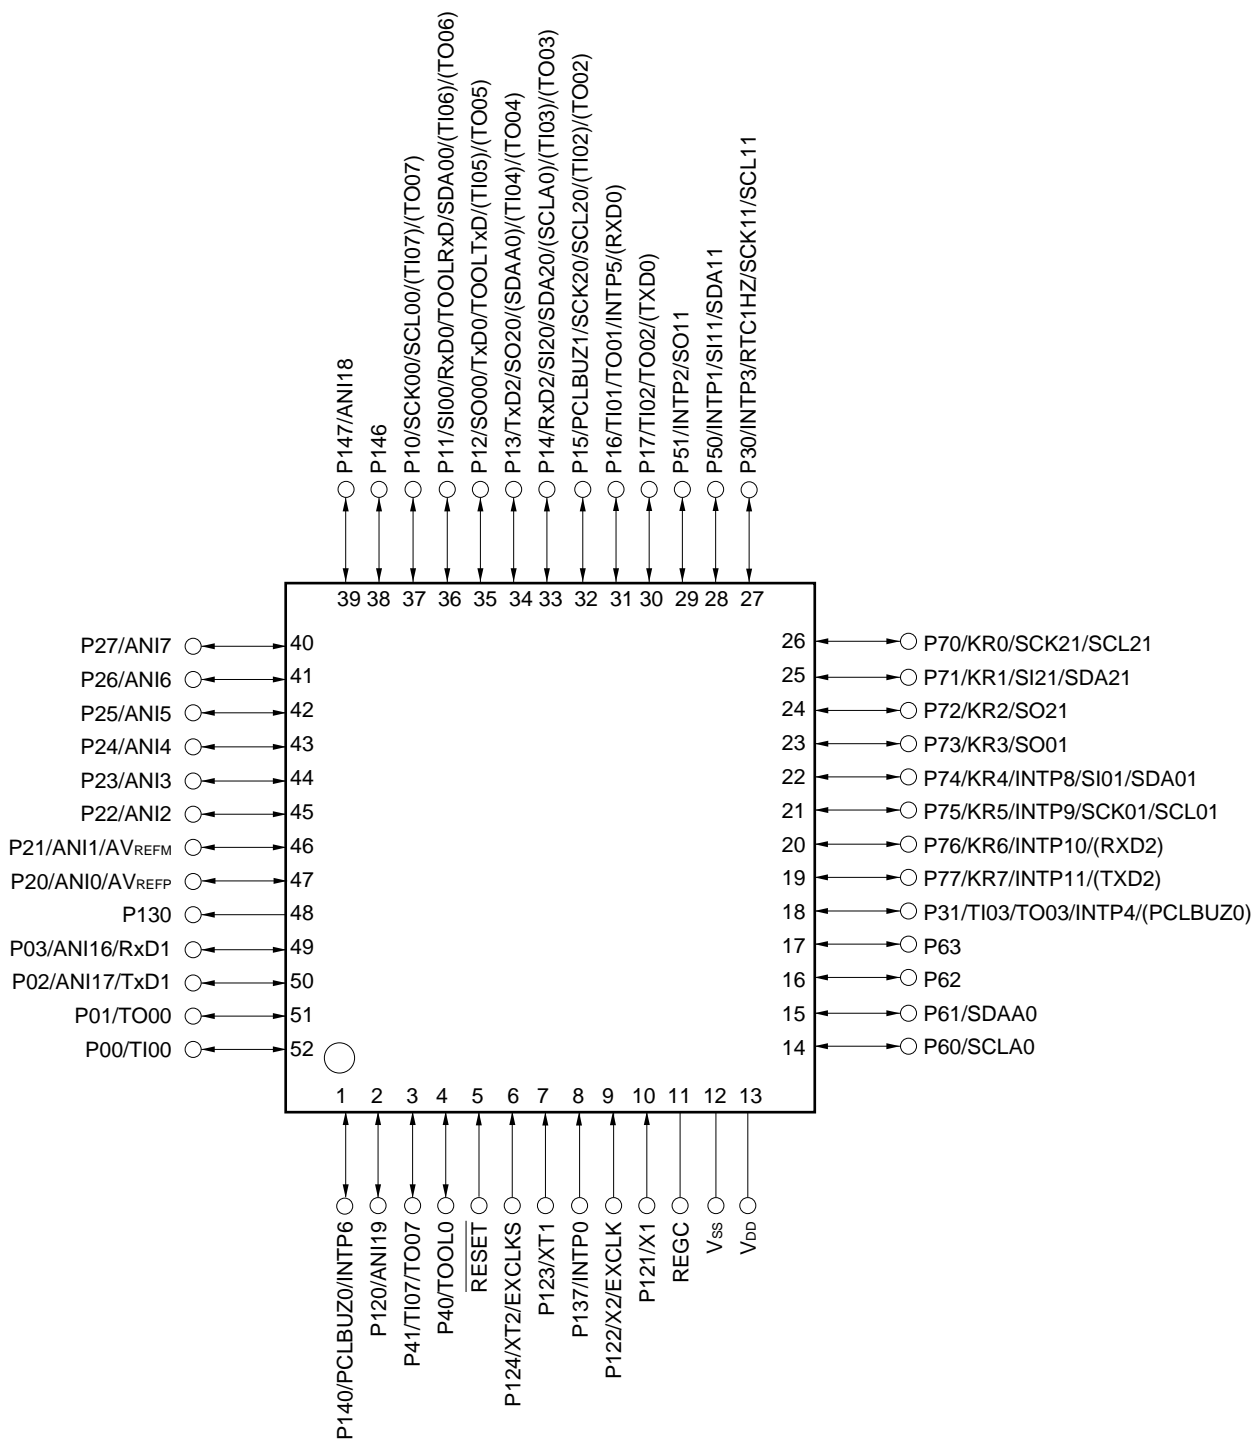 P147/ANI18
P146
P10/SCK00/SCL00/(TI07)/(TO07)
P11/SI00/RxD0/TOOLRxD/SDA00/(TI06)/(TO06)
P12/SO00/TxD0/TOOLTxD/(TI05)/(TO05)
P13/TxD2/SO20/(SDAA0)/(TI04)/(TO04)
P14/RxD2/SI20/SDA20/(SCLA0)/(TI03)/(TO03)
P15/PCLBUZ1/SCK20/SCL20/(TI02)/(TO02)
P16/TI01/TO01/INTP5/(RXD0)
P17/TI02/TO02/(TXD0)
P51/INTP2/SO11
P50/INTP1/SI11/SDA11
P30/INTP3/RTC1HZ/SCK11/SCL11
39 38 37 36 35 34 33 32 31 30 29 28 27
P27/ANI7 40
P26/ANI6 41
P25/ANI5 42
P24/ANI4 43
P23/ANI3 44
P22/ANI2 45
P21/ANI1/AVREFM 46
P20/ANI0/AVREFP 47
P130 48
P03/ANI16/RxD1 49
P02/ANI17/TxD1 50
P01/TO00 51
P00/TI00 52
26 P70/KR0/SCK21/SCL21
25 P71/KR1/SI21/SDA21
24 P72/KR2/SO21
23 P73/KR3/SO01
22 P74/KR4/INTP8/SI01/SDA01
21 P75/KR5/INTP9/SCK01/SCL01
20 P76/KR6/INTP10/(RXD2)
19 P77/KR7/INTP11/(TXD2)
18 P31/TI03/TO03/INTP4/(PCLBUZ0)
17 P63
16 P62
15 P61/SDAA0
14 P60/SCLA0
1 2 3 4 5 6 7 8 9 10 11 12 13
P140/PCLBUZ0/INTP6
P120/ANI19
P41/TI07/TO07
P40/TOOL0
RESET
P124/XT2/EXCLKS
P123/XT1
P137/INTP0
P122/X2/EXCLK
P121/X1
REGC
VSS
VDD